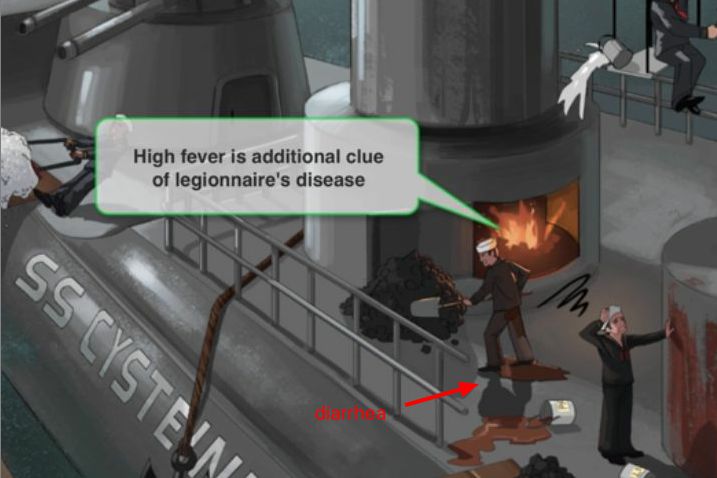 High fever is additional clue
of legionnaire's disease
SS CYSTEIN
diarrhea